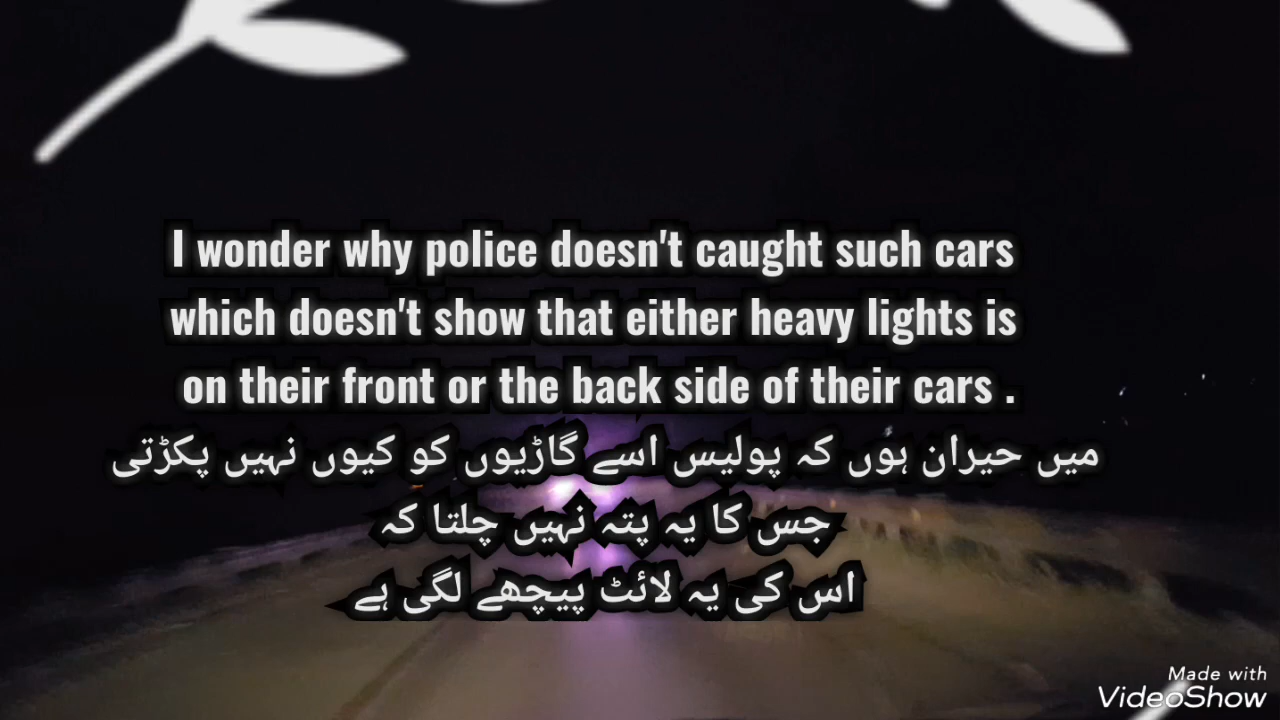 I wonder why police doesn't caught such cars
which doesn't show that either heavy lights is
on their front or the back side of their cars .
میں حیران ہوں کہ پولیس اسے گاڑیوں کو کیوں نہیں پکڑتی
جس کا یہ پتہ نہیں چلتا کہ
اس کی یہ لائٹ پیچھے لگی ہے
Made with
VideoShow